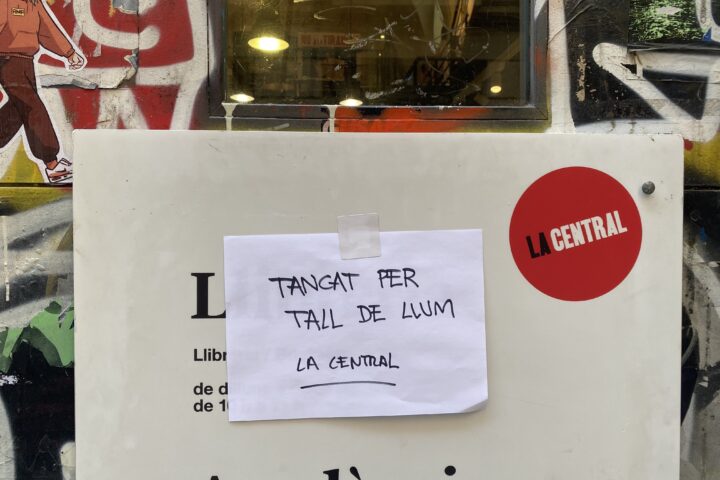 LA CENTRAL
TANCAT PER
TALL DE LLUM
LA CENTRAL
L
Llibr
de d
de 1